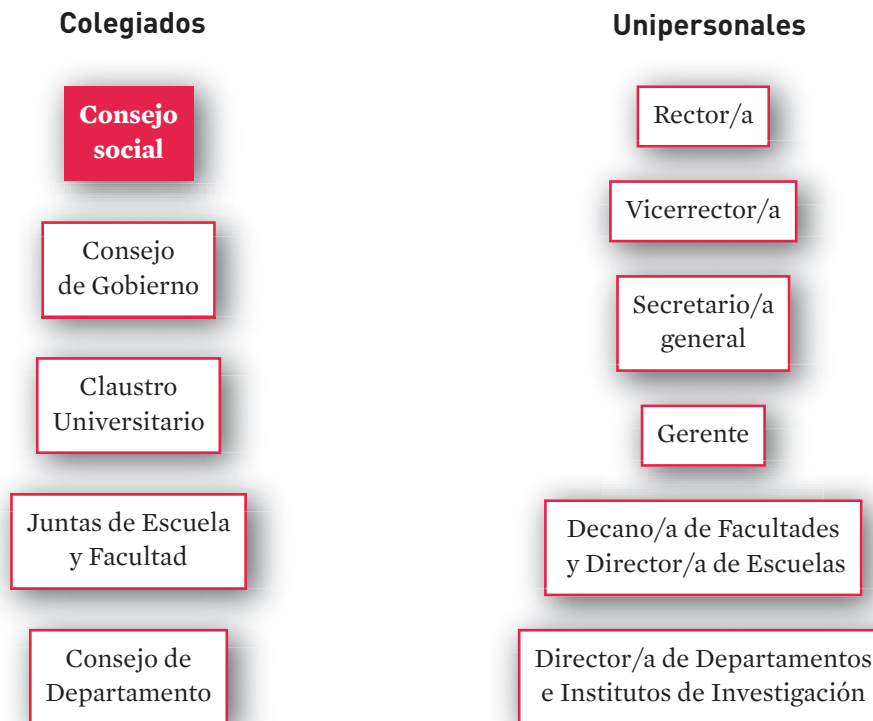 Colegiados
Consejo
social
Consejo
de Gobierno
Claustro
Universitario
Juntas de Escuela
y Facultad
Consejo de
Departamento
Unipersonales
Rector/a
Vicerrector/a
Secretario/a
general
Gerente
Decano/a de Facultades
y Director/a de Escuelas
Director/a de Departamentos
e Institutos de Investigación